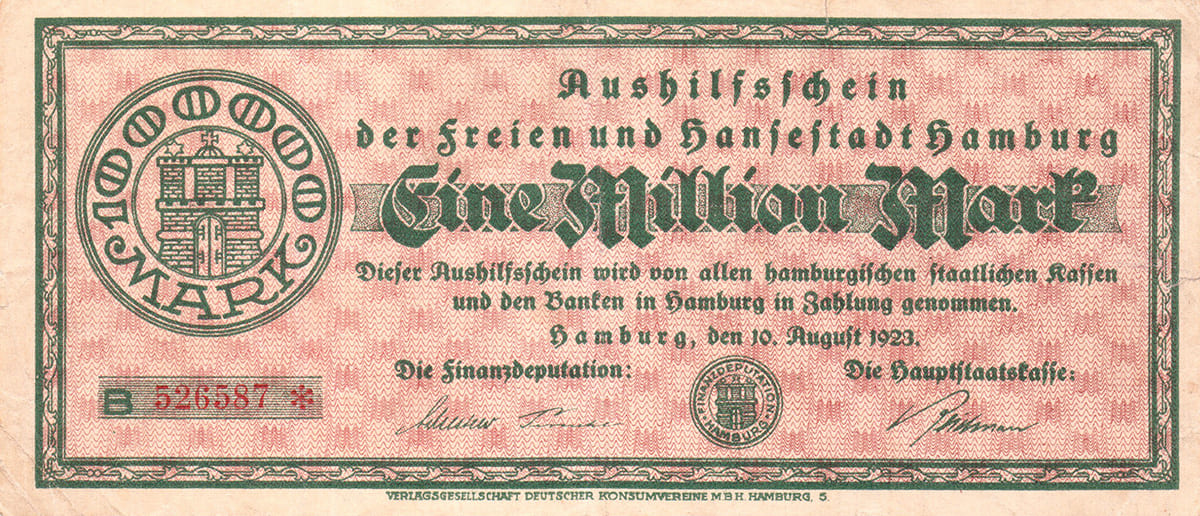 1000000
MARK
Aushilfsschein
der Freien und Hansestadt Hamburg
Eine Million Mark
Dieser Aushilfsschein wird von allen hamburgischen staatlichen Kassen
und den Banken in Hamburg in Zahlung genommen.
Hamburg, den 10. August 1923.
Die Finanzdeputation:
Die Hauptstaatskasse:
B 526587 *
FINANZDEPUTATION
HAMBURG
VERLAGSGESELLSCHAFT DEUTSCHER KONSUMVEREINE M.B.H. HAMBURG, 5.